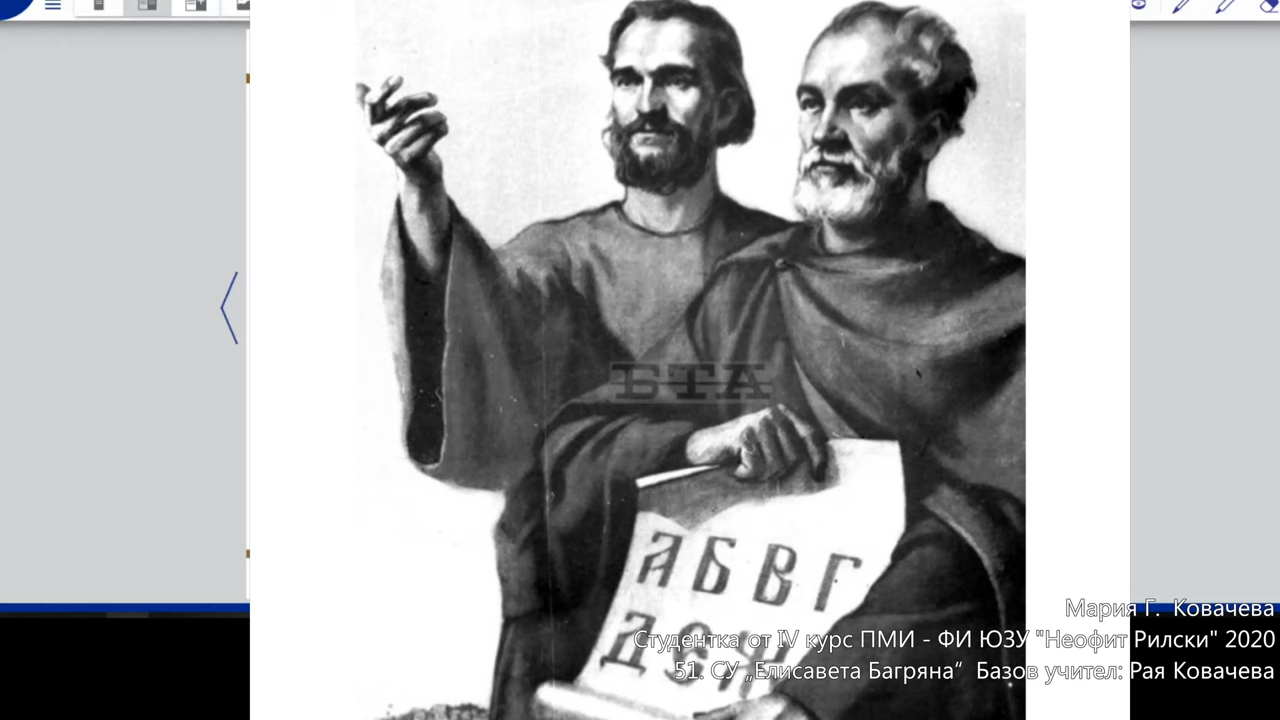 БТА
АБВГ
ДЄЖ
Мария Г. Ковачева
Студентка от IV курс ПМИ - ФИ ЮЗУ "Неофит Рилски" 2020
51. СУ „Елисавета Багряна“ Базов учител: Рая Ковачева